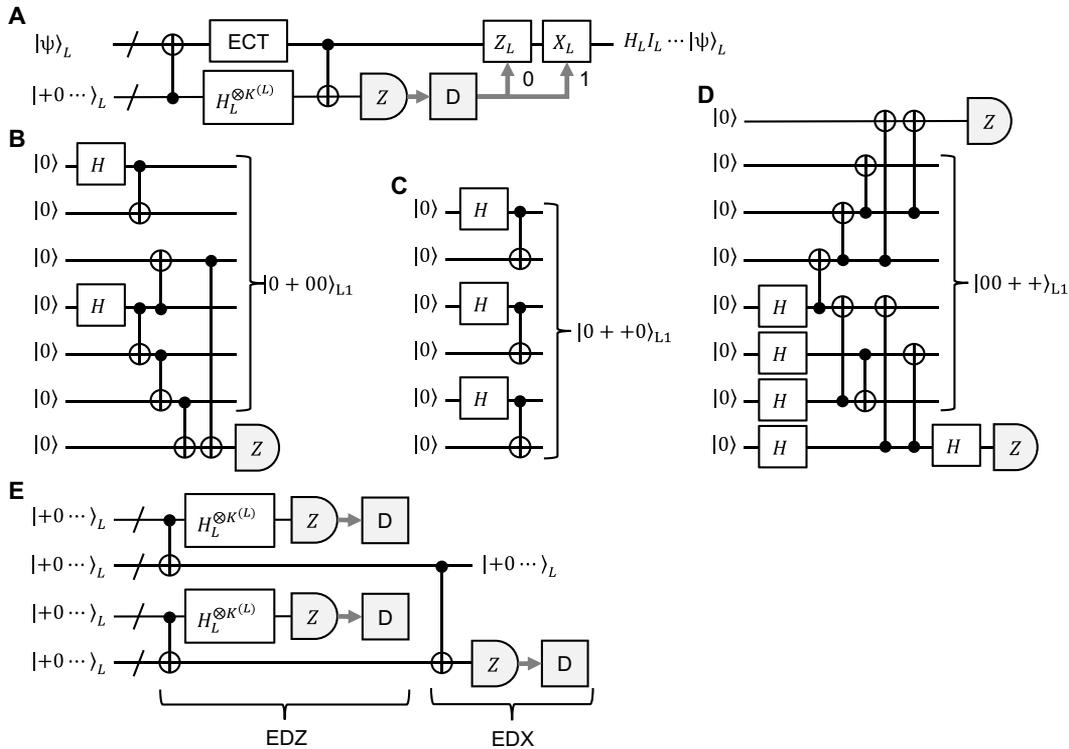 A
|ψ⟩_L ECT Z_L X_L H_L I_L ⋯ |ψ⟩_L
|+0 ⋯⟩_L H_L^{⊗K^{(L)}} Z D 0 1
B
|0⟩ H
|0⟩
|0⟩
|0⟩ H
|0⟩
|0⟩
|0⟩ Z
|0 + 00⟩_{L1}
C
|0⟩ H
|0⟩
|0⟩ H
|0⟩
|0⟩ H
|0⟩
|0 + +0⟩_{L1}
D
|0⟩ Z
|0⟩
|0⟩
|0⟩
|0⟩ H
|0⟩ H
|0⟩ H
|0⟩ H H Z
|00 + +⟩_{L1}
E
|+0 ⋯⟩_L H_L^{⊗K^{(L)}} Z D
|+0 ⋯⟩_L |+0 ⋯⟩_L
|+0 ⋯⟩_L H_L^{⊗K^{(L)}} Z D
|+0 ⋯⟩_L Z D
EDZ EDX